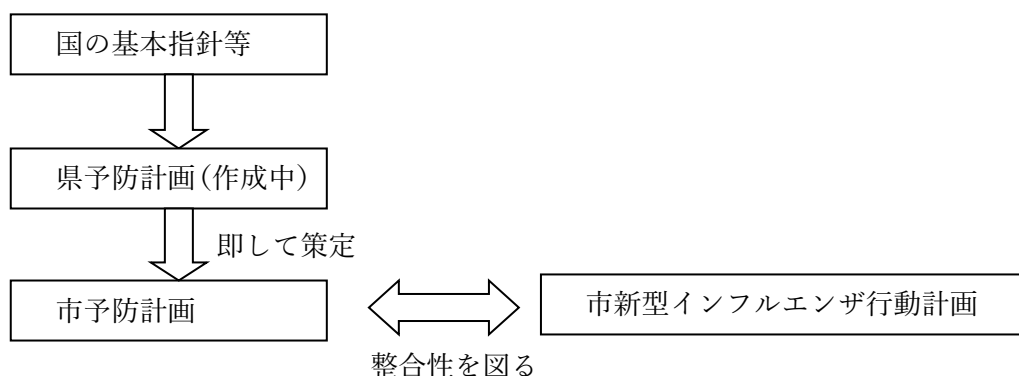 国の基本指針等
県予防計画(作成中)
即して策定
市予防計画
市新型インフルエンザ行動計画
整合性を図る